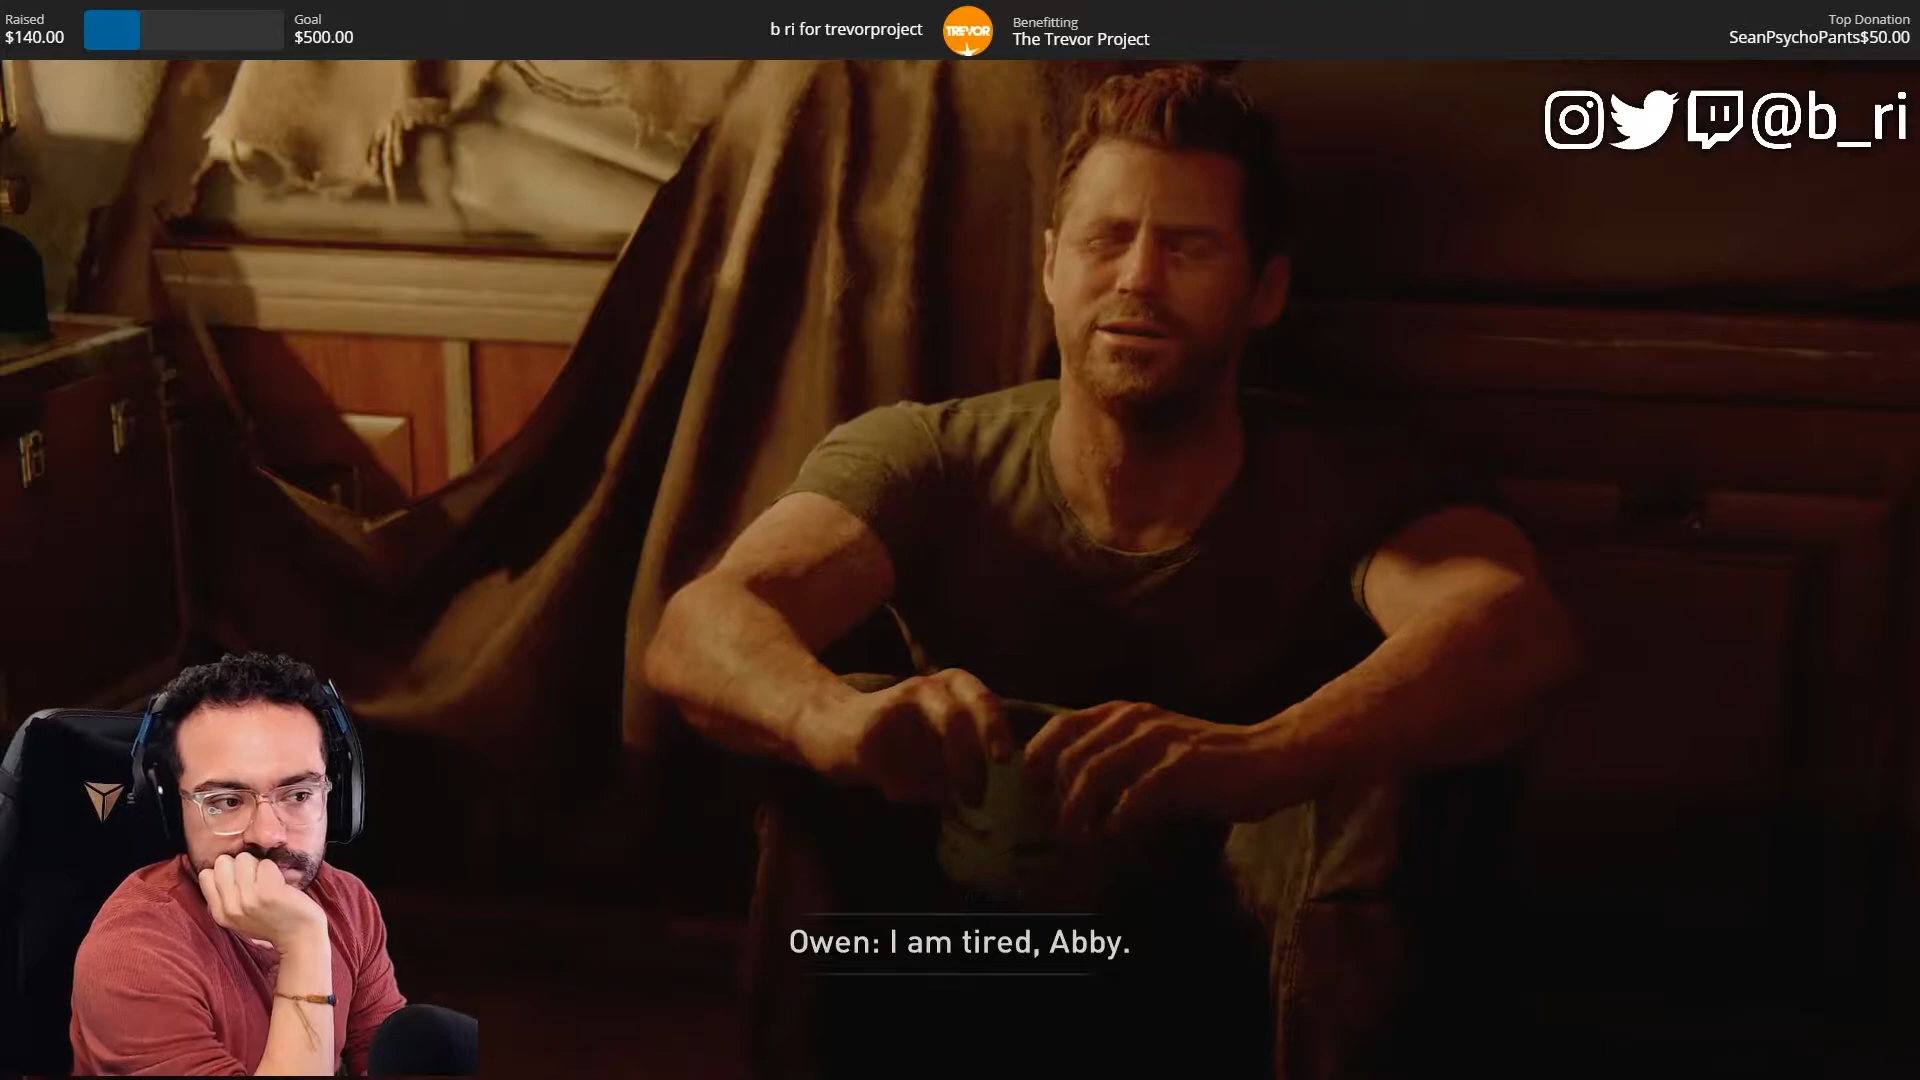 Raised
$140.00
Goal
$500.00
b ri for trevorproject
TREVOR
Benefitting
The Trevor Project
Top Donation
SeanPsychoPants$50.00
@b_ri
Owen: I am tired, Abby.